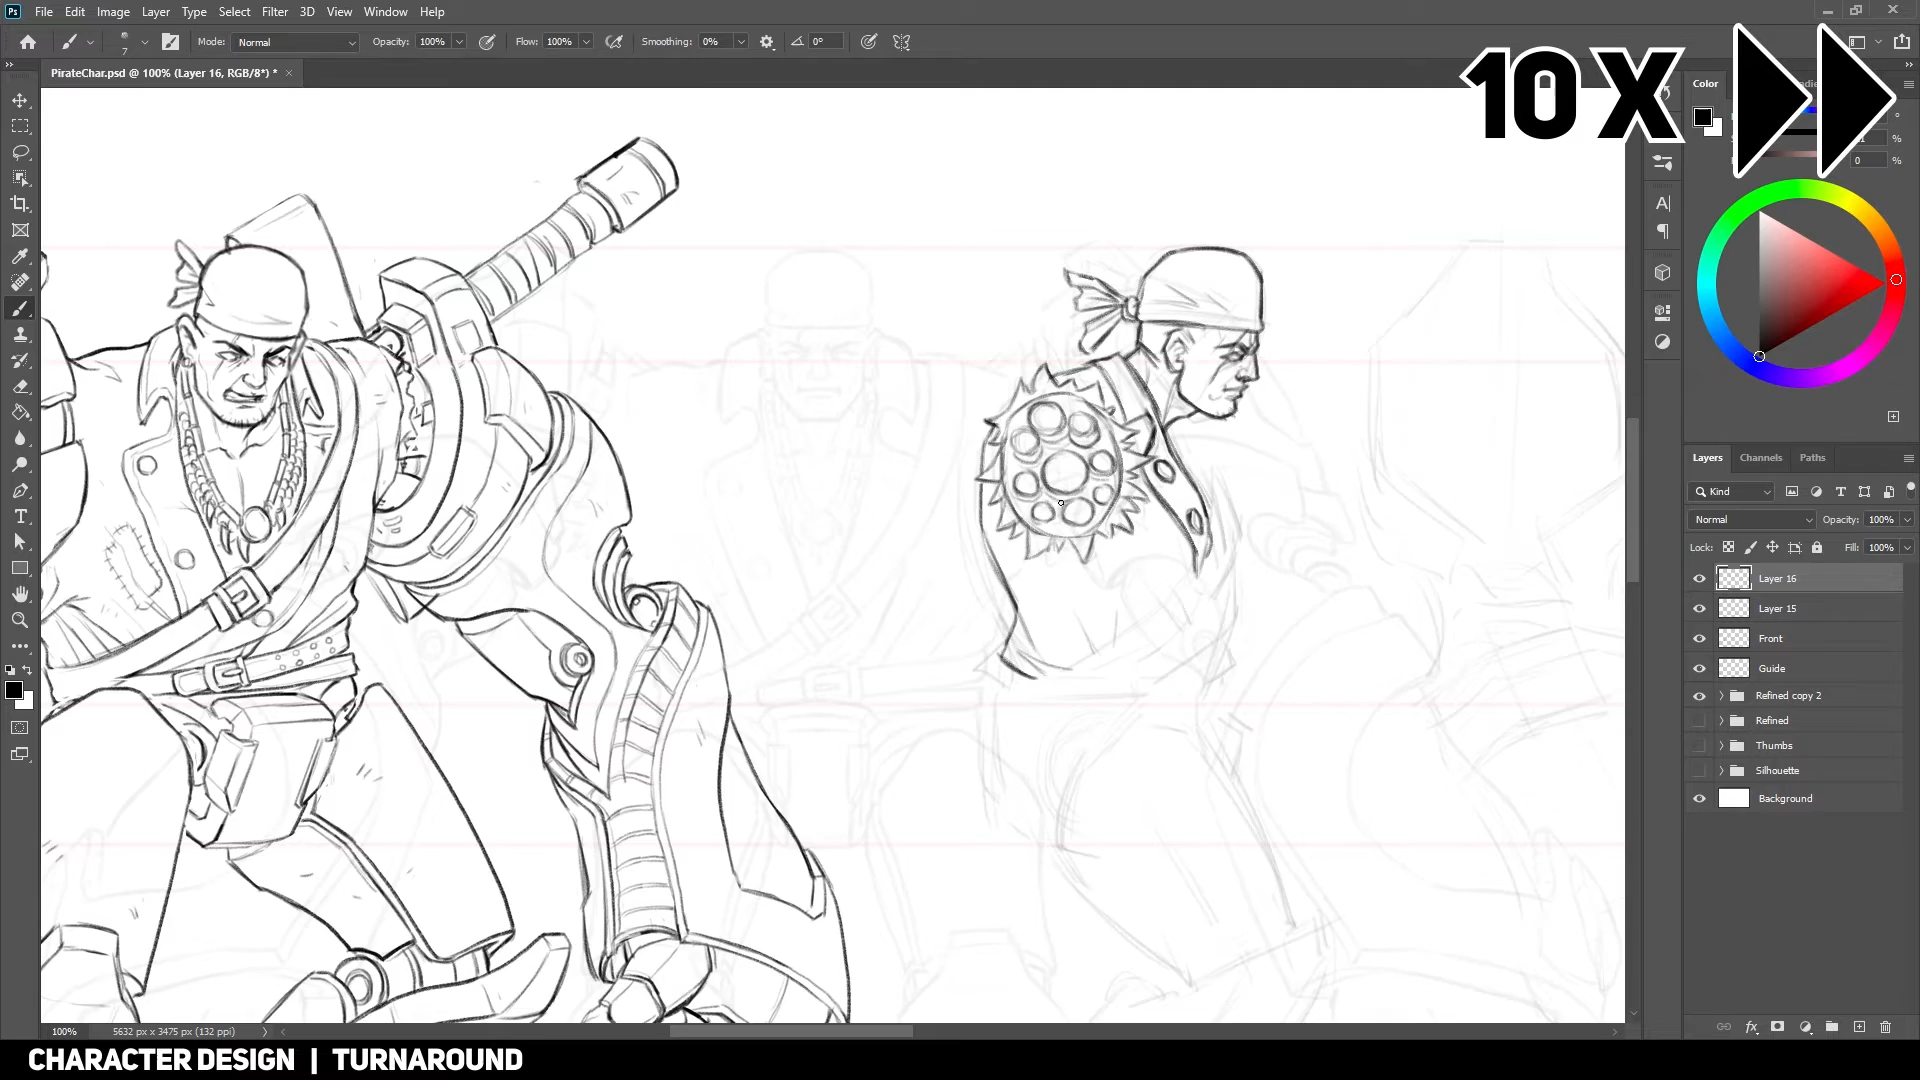 Ps File Edit Image Layer Type Select Filter 3D View Window Help
7 Mode: Normal Opacity: 100% Flow: 100% Smoothing: 0% 0°
PirateChar.psd @ 100% (Layer 16, RGB/8*) *
10X
Color
°
%
0 %
Layers Channels Paths
Kind
Normal Opacity: 100%
Lock: Fill: 100%
Layer 16
Layer 15
Front
Guide
Refined copy 2
Refined
Thumbs
Silhouette
Background
100% 5632 px x 3475 px (132 ppi)
CHARACTER DESIGN | TURNAROUND